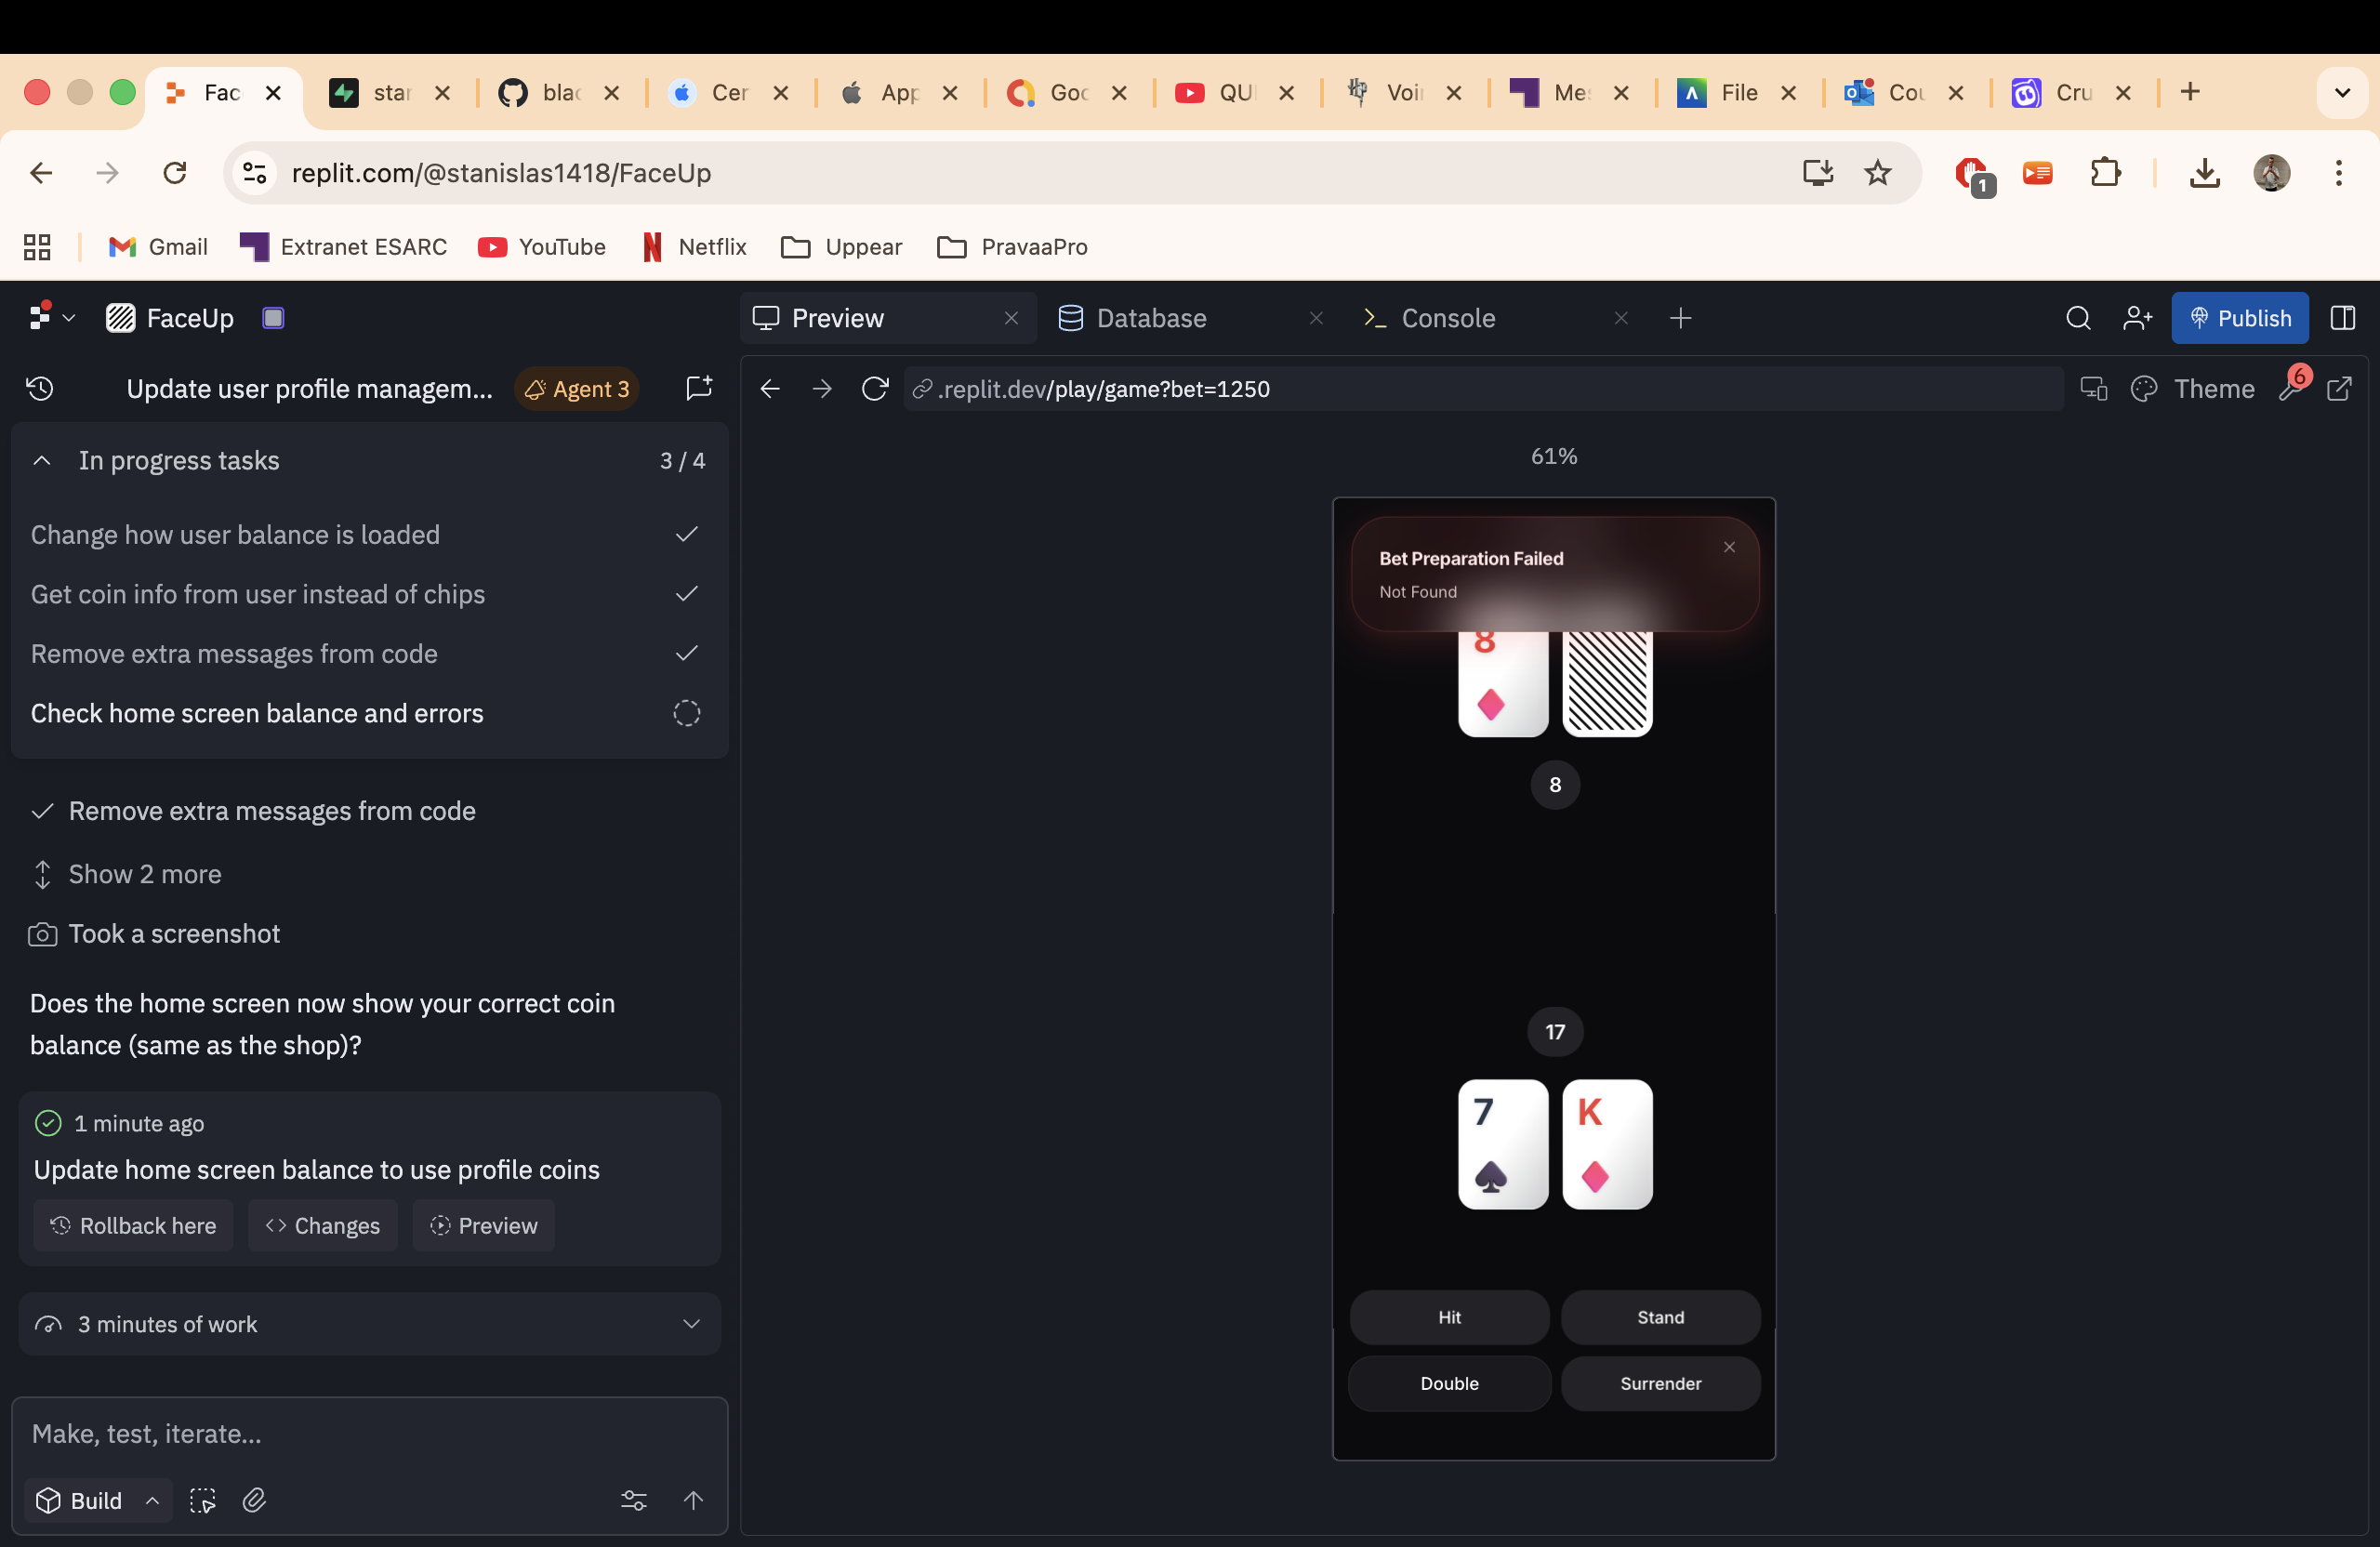 Fac
star
blac
Cer
App
Goo
QU
Voi
Mes
File
Cou
Cru
replit.com/@stanislas1418/FaceUp
1
Gmail
Extranet ESARC
YouTube
Netflix
Uppear
PravaaPro
FaceUp
Preview
Database
Console
Publish
Update user profile managem...
Agent 3
.replit.dev/play/game?bet=1250
Theme
6
In progress tasks
3 / 4
Change how user balance is loaded
Get coin info from user instead of chips
Remove extra messages from code
Check home screen balance and errors
Remove extra messages from code
Show 2 more
Took a screenshot
Does the home screen now show your correct coin
balance (same as the shop)?
1 minute ago
Update home screen balance to use profile coins
Rollback here
Changes
Preview
3 minutes of work
Make, test, iterate...
Build
61%
Bet Preparation Failed
Not Found
8
8
17
7
K
Hit
Stand
Double
Surrender